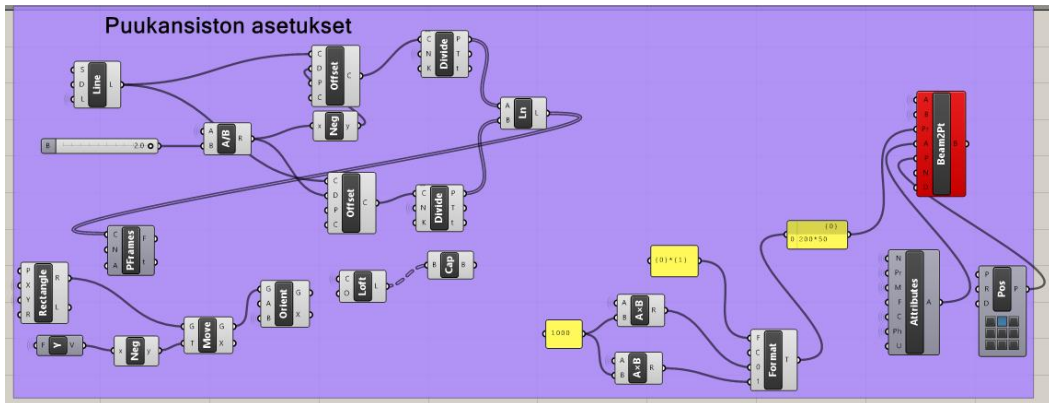 Puukansiston asetukset
S
D
L
Line
L
C
D
P
C
Offset
C
C
N
K
Divide
P
T
t
A
B
Ln
L
B
2.0
A
B
A/B
R
x
Neg
y
C
D
P
C
Offset
C
C
N
K
Divide
P
T
t
C
N
A
PFrames
F
t
P
X
Y
R
Rectangle
R
L
F
Y
V
x
Neg
y
G
T
Move
G
X
G
A
B
Orient
G
X
C
O
Loft
L
B
Cap
B
1000
{0}*{1}
A
B
A×B
R
A
B
A×B
R
F
C
0
1
Format
T
{0}
0 200*50
A
B
Pr
A
P
N
Beam2Pt
B
N
Pr
M
F
C
Ph
U
Attributes
A
P
R
D
Pos
P